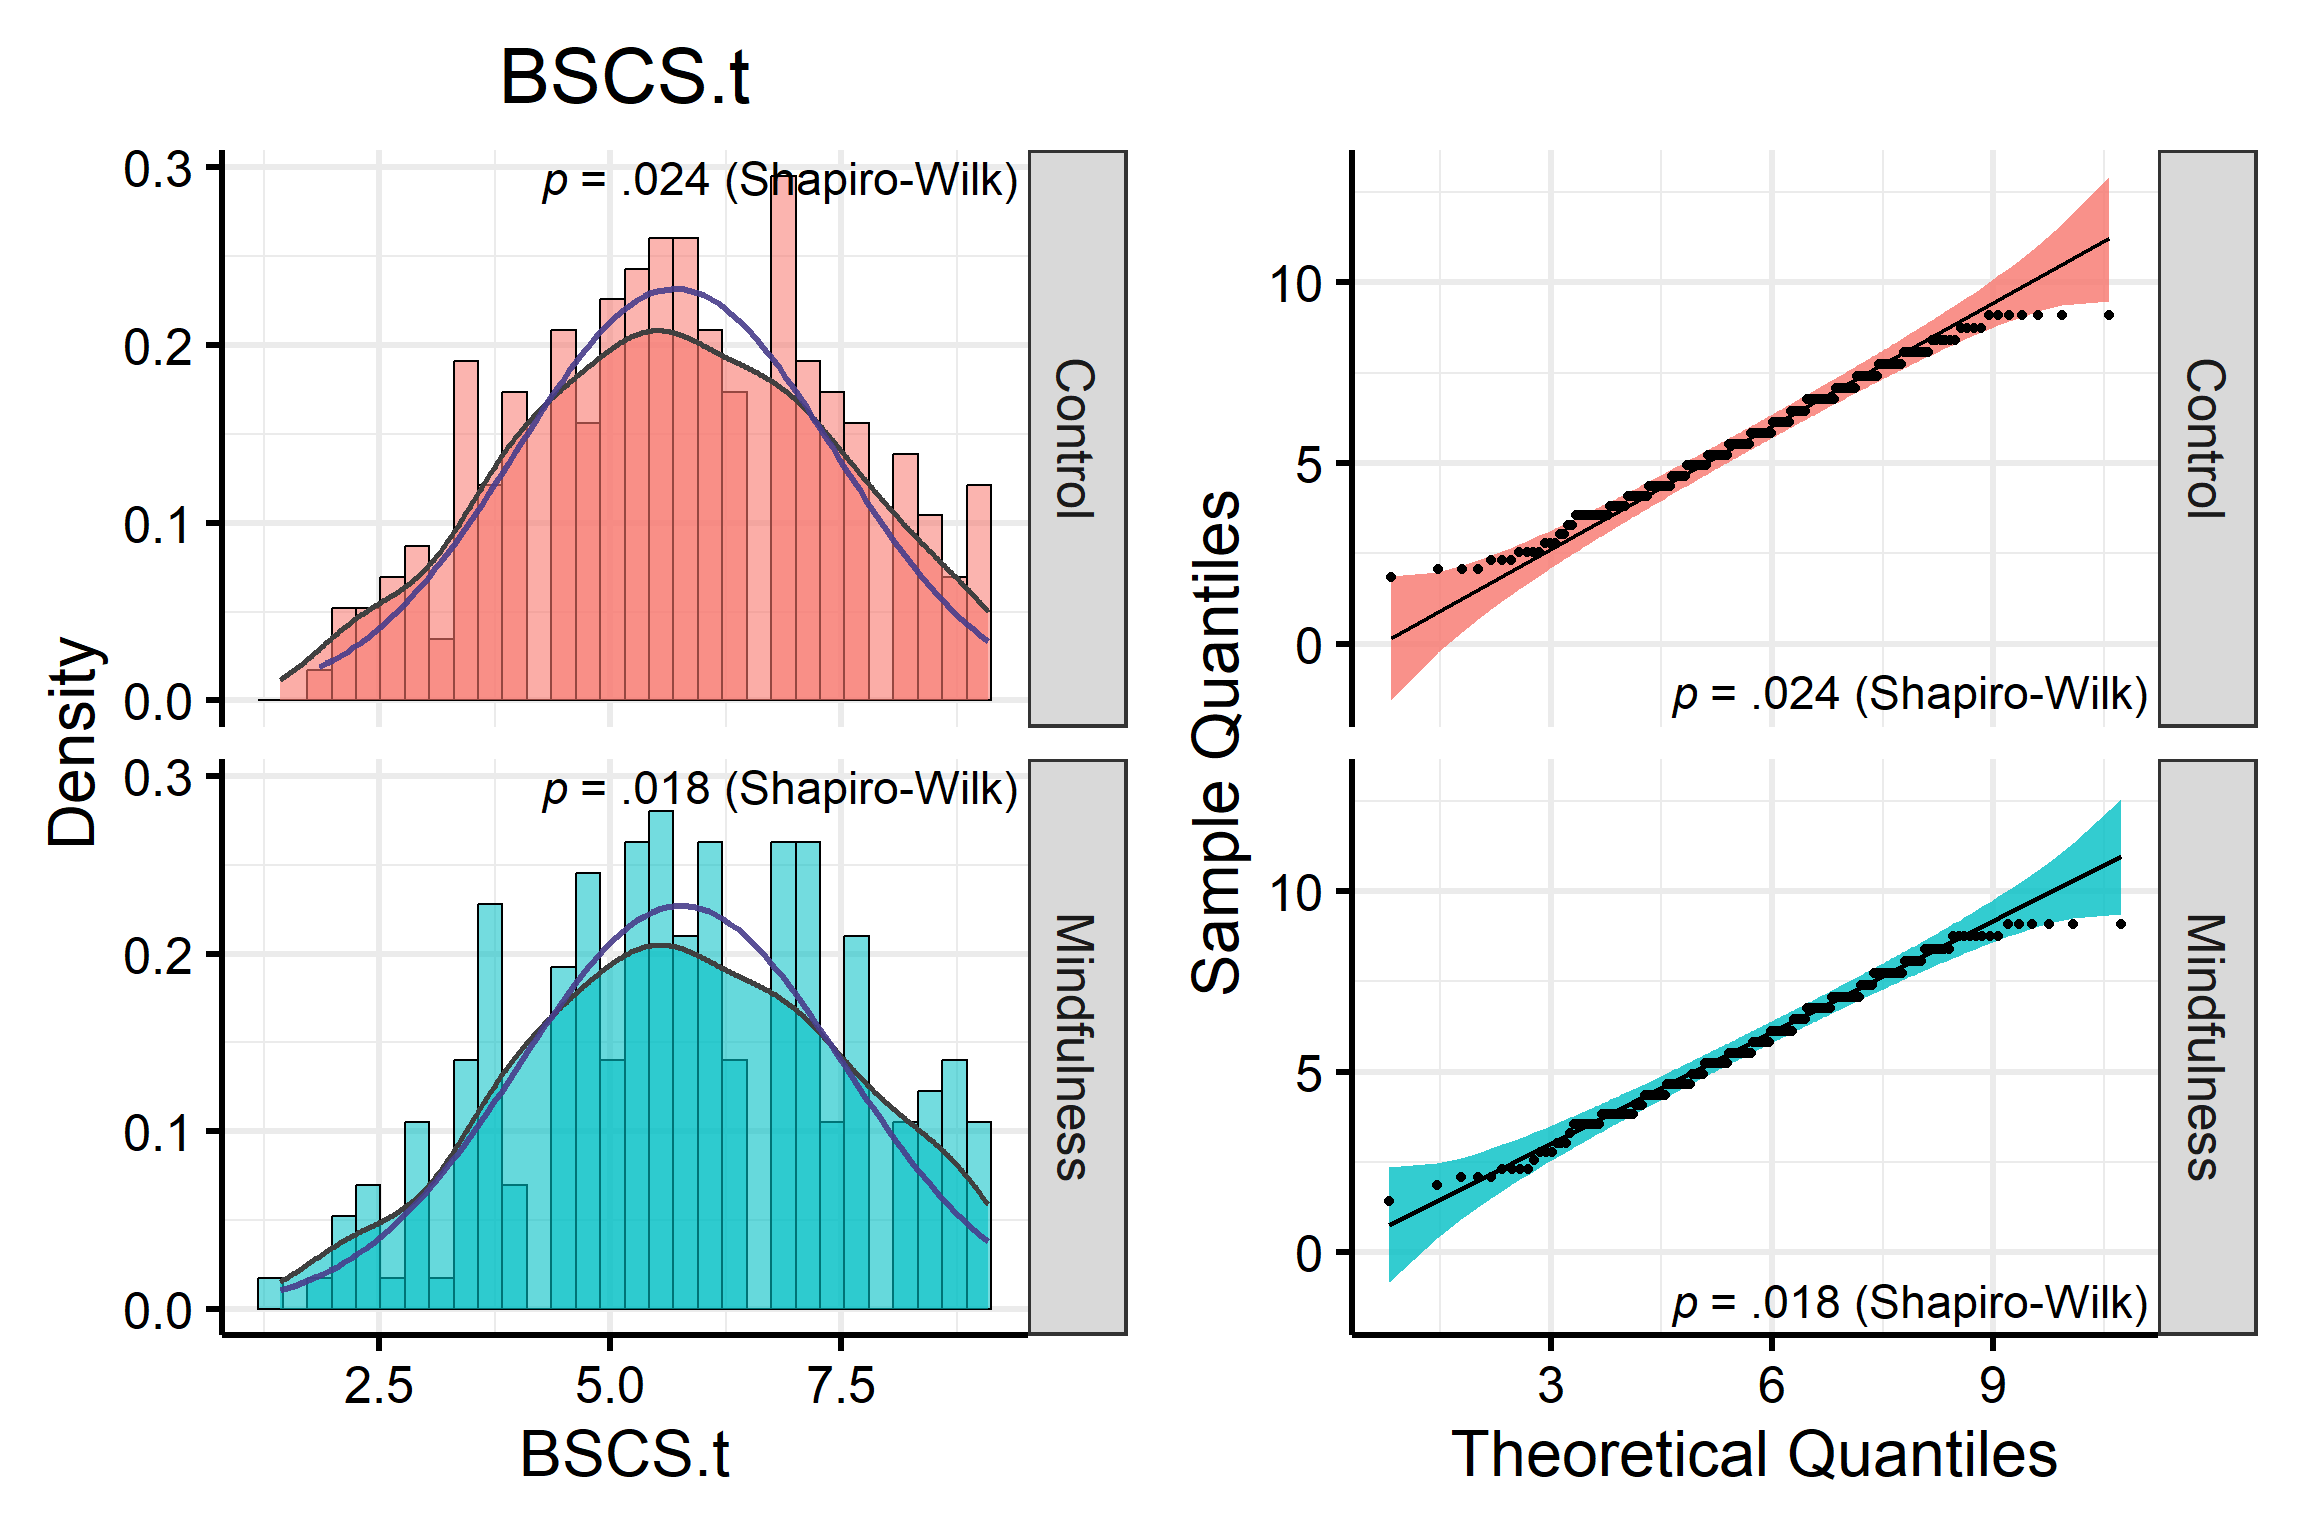 BSCS.t
Density
0.3
0.2
0.1
0.0
p = .024 (Shapiro-Wilk)
Control
0.3
0.2
0.1
0.0
p = .018 (Shapiro-Wilk)
Mindfulness
2.5 5.0 7.5
BSCS.t
Sample Quantiles
10
5
0
p = .024 (Shapiro-Wilk)
Control
10
5
0
p = .018 (Shapiro-Wilk)
Mindfulness
3 6 9
Theoretical Quantiles